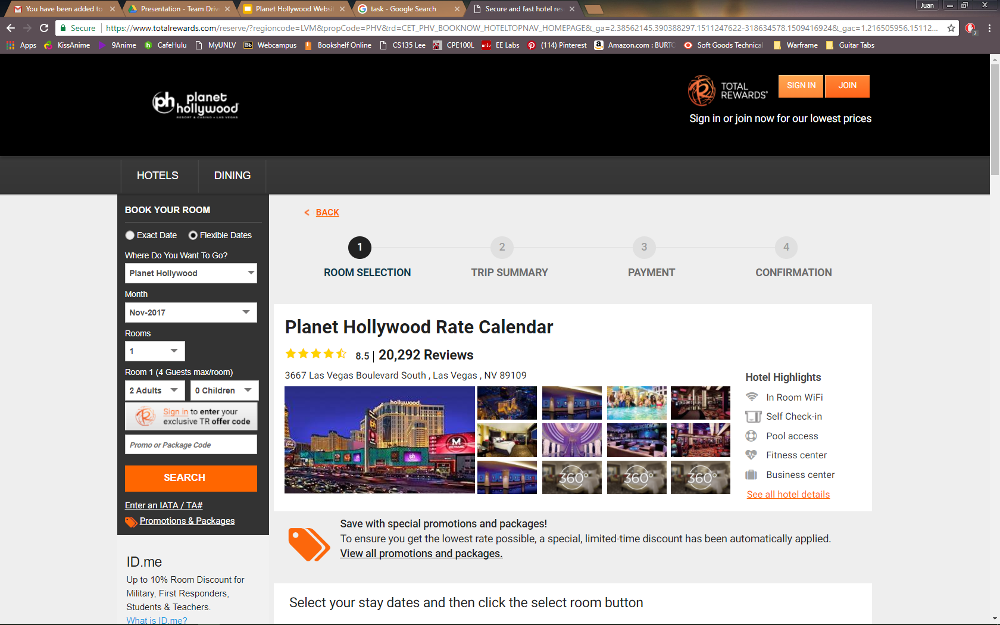 You have been added to
Presentation - Team Drive
Planet Hollywood Websi
task - Google Search
Secure and fast hotel res
Juan
Secure
https://www.totalrewards.com/reserve/?regioncode=LVM&propCode=PHV&rd=CET_PHV_BOOKNOW_HOTELTOPNAV_HOMEPAGE&_ga=2.38562145.390388297.1511247622-318634578.1509416924&_gac=1.216505956.15112...
7
Apps
KissAnime
9Anime
CafeHulu
MyUNLV
Bb
Webcampus
Bookshelf Online
CS135 Lee
CPE100L
unlv
EE Labs
(114) Pinterest
Amazon.com : BURTO
Soft Goods Technical
Warframe
Guitar Tabs
ph planet
hollywood
RESORT & CASINO • LAS VEGAS
TOTAL
REWARDS®
SIGN IN
JOIN
Sign in or join now for our lowest prices
HOTELS
DINING
BOOK YOUR ROOM
Exact Date
Flexible Dates
Where Do You Want To Go?
Planet Hollywood
Month
Nov-2017
Rooms
1
Room 1 (4 Guests max/room)
2 Adults
0 Children
Sign in to enter your
exclusive TR offer code
Promo or Package Code
SEARCH
Enter an IATA / TA#
Promotions & Packages
ID.me
Up to 10% Room Discount for
Military, First Responders,
Students & Teachers.
What is ID.me?
< BACK
1
2
3
4
ROOM SELECTION
TRIP SUMMARY
PAYMENT
CONFIRMATION
Planet Hollywood Rate Calendar
8.5 | 20,292 Reviews
3667 Las Vegas Boulevard South , Las Vegas , NV 89109
hollywood
M
ph
360°
360°
360°
Hotel Highlights
In Room WiFi
Self Check-in
Pool access
Fitness center
Business center
See all hotel details
Save with special promotions and packages!
To ensure you get the lowest rate possible, a special, limited-time discount has been automatically applied.
View all promotions and packages.
Select your stay dates and then click the select room button